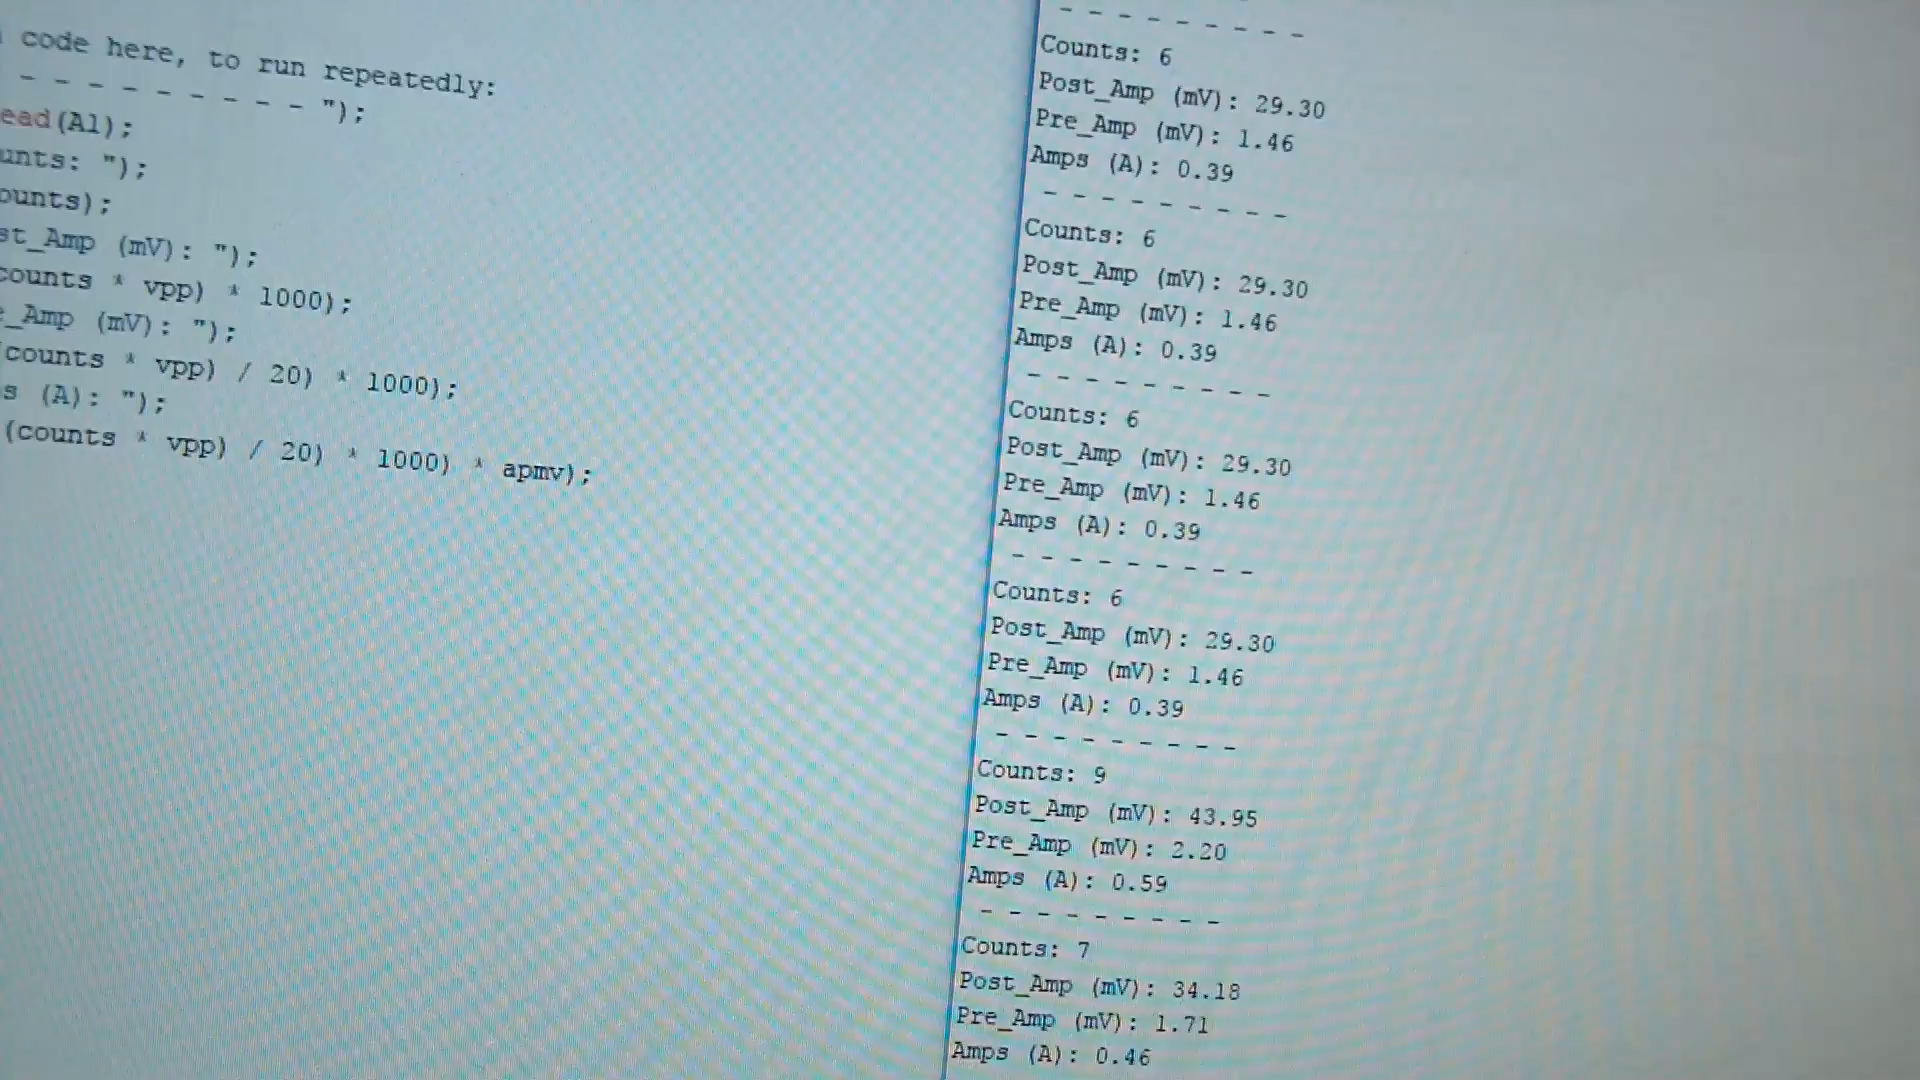 code here, to run repeatedly:
- - - - - - - - - ");
ead(A1);
unts: ");
ounts);
st_Amp (mV): ");
counts * vpp) * 1000);
e_Amp (mV): ");
(counts * vpp) / 20) * 1000);
s (A): ");
(counts * vpp) / 20) * 1000) * apmv);
- - - - - - - - -
Counts: 6
Post_Amp (mV): 29.30
Pre_Amp (mV): 1.46
Amps (A): 0.39
- - - - - - - - -
Counts: 6
Post_Amp (mV): 29.30
Pre_Amp (mV): 1.46
Amps (A): 0.39
- - - - - - - - -
Counts: 6
Post_Amp (mV): 29.30
Pre_Amp (mV): 1.46
Amps (A): 0.39
- - - - - - - - -
Counts: 6
Post_Amp (mV): 29.30
Pre_Amp (mV): 1.46
Amps (A): 0.39
- - - - - - - - -
Counts: 9
Post_Amp (mV): 43.95
Pre_Amp (mV): 2.20
Amps (A): 0.59
- - - - - - - - -
Counts: 7
Post_Amp (mV): 34.18
Pre_Amp (mV): 1.71
Amps (A): 0.46